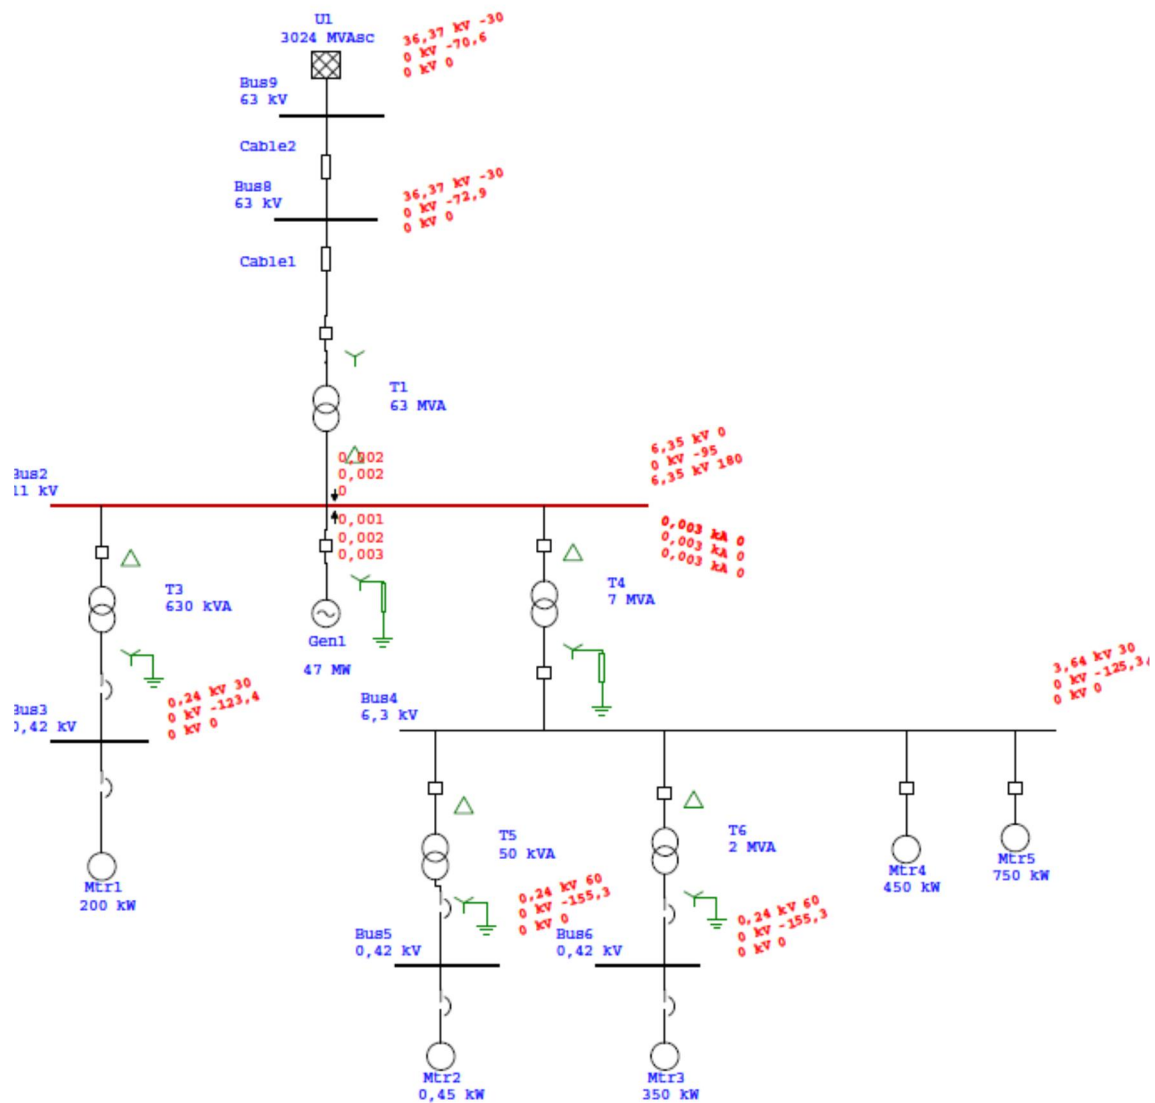 U1
3024 MVAsc
36,37 kV -30
0 kV -70,6
0 kV 0
Bus9
63 kV
Cable2
Bus8
63 kV
36,37 kV -30
0 kV -72,9
0 kV 0
Cable1
T1
63 MVA
0,002
0,002
0
6,35 kV 0
0 kV -95
6,35 kV 180
Bus2
11 kV
0,001
0,002
0,003
0,003 kA 0
0,003 kA 0
0,003 kA 0
T3
630 kVA
T4
7 MVA
Gen1
47 MW
0,24 kV 30
0 kV -123,4
0 kV 0
Bus3
0,42 kV
Bus4
6,3 kV
3,64 kV 30
0 kV -125,3
0 kV 0
T5
50 kVA
T6
2 MVA
Mtr1
200 kW
Mtr4
450 kW
Mtr5
750 kW
0,24 kV 60
0 kV -155,3
0 kV 0
0,24 kV 60
0 kV -155,3
0 kV 0
Bus5
0,42 kV
Bus6
0,42 kV
Mtr2
0,45 kW
Mtr3
350 kW